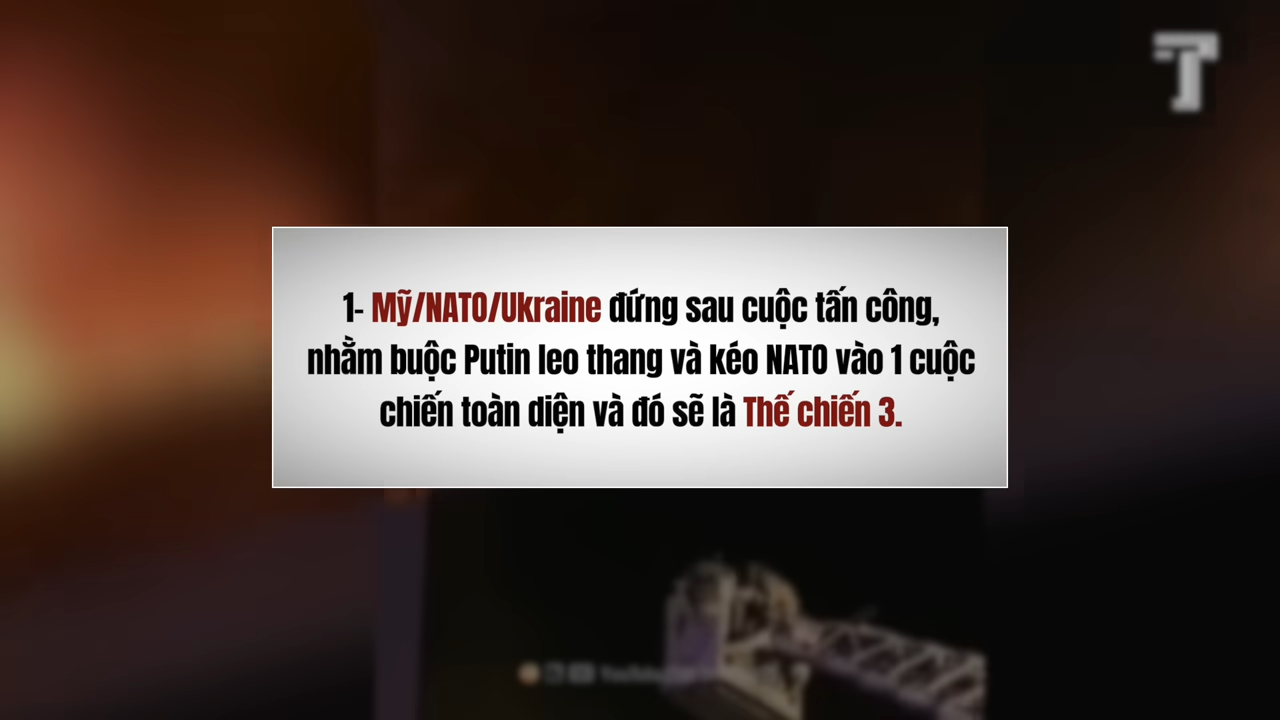 1- Mỹ/NATO/Ukraine đứng sau cuộc tấn công,
nhằm buộc Putin leo thang và kéo NATO vào 1 cuộc
chiến toàn diện và đó sẽ là Thế chiến 3.